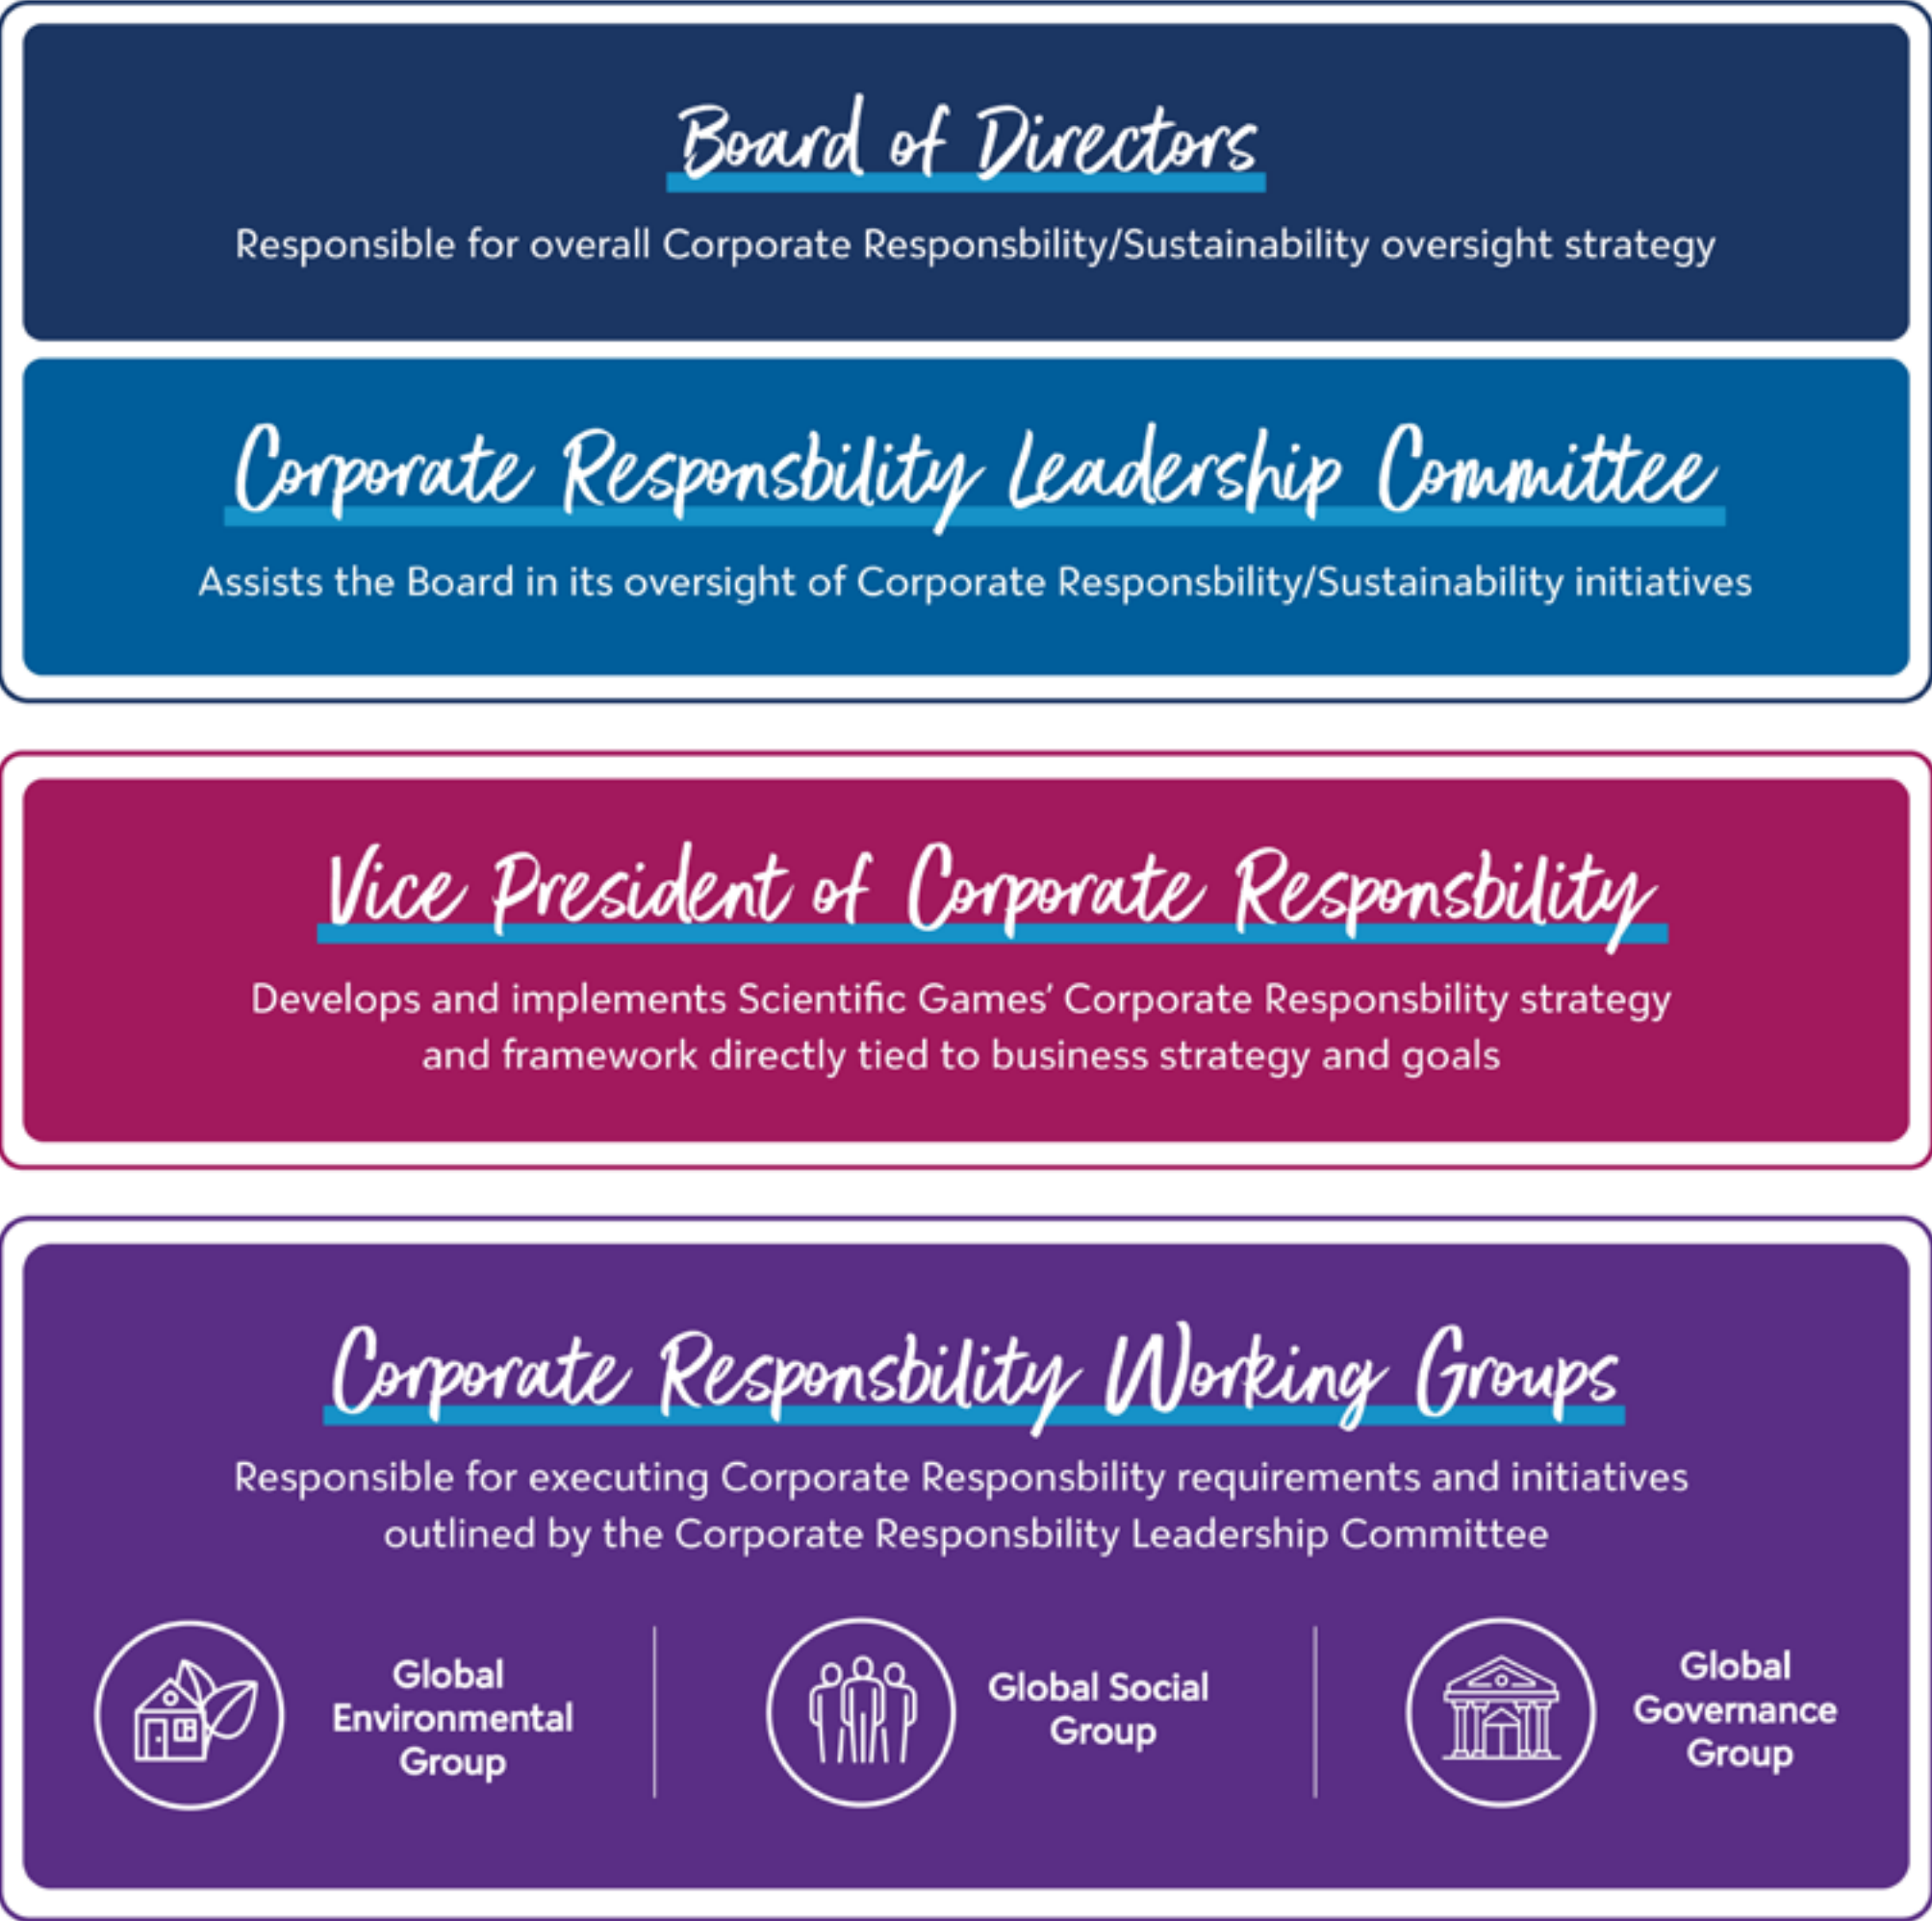 Board of Directors
Responsible for overall Corporate Responsbility/Sustainability oversight strategy
Corporate Responsbility Leadership Committee
Assists the Board in its oversight of Corporate Responsbility/Sustainability initiatives
Vice President of Corporate Responsbility
Develops and implements Scientific Games' Corporate Responsbility strategy
and framework directly tied to business strategy and goals
Corporate Responsbility Working Groups
Responsible for executing Corporate Responsbility requirements and initiatives
outlined by the Corporate Responsbility Leadership Committee
Global
Environmental
Group
Global Social
Group
Global
Governance
Group